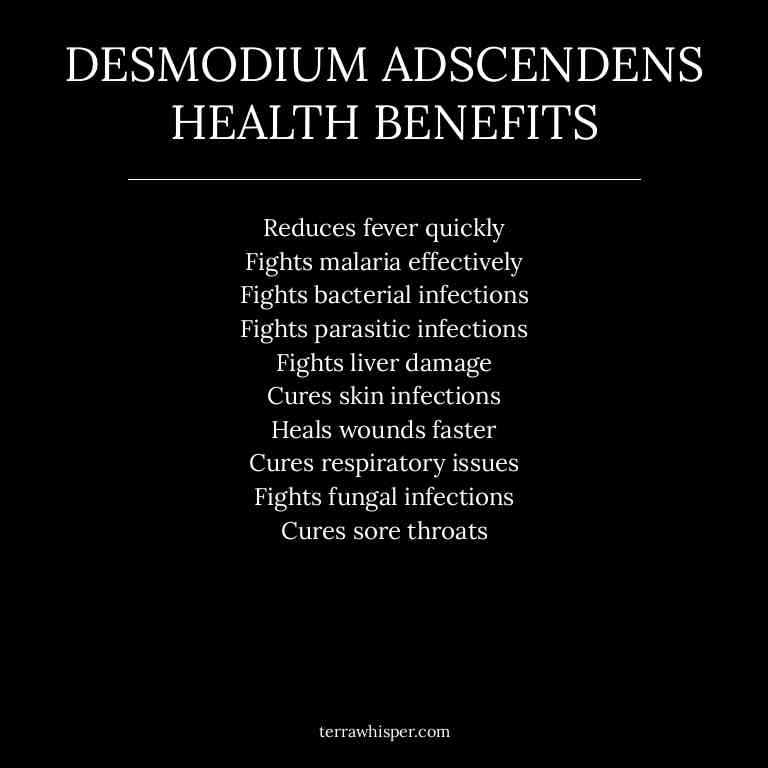 DESMODIUM ADSCENDENS
HEALTH BENEFITS
Reduces fever quickly
Fights malaria effectively
Fights bacterial infections
Fights parasitic infections
Fights liver damage
Cures skin infections
Heals wounds faster
Cures respiratory issues
Fights fungal infections
Cures sore throats
terrawhisper.com